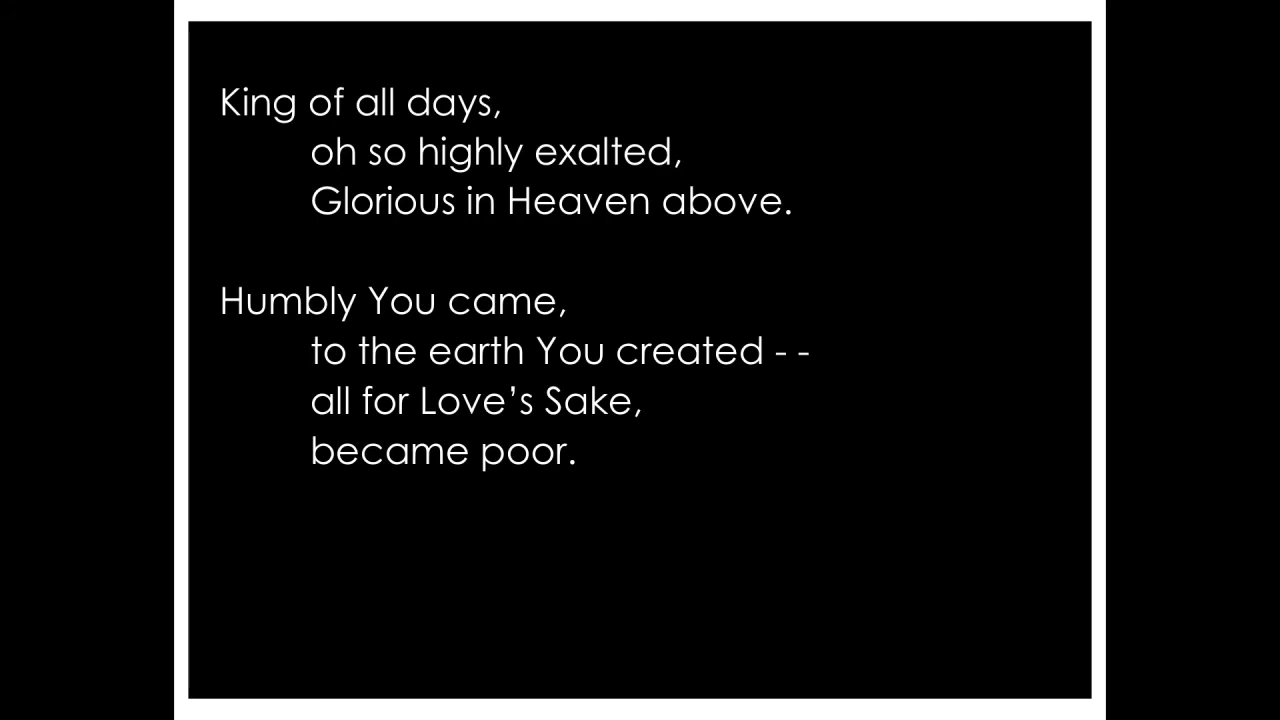 King of all days,
oh so highly exalted,
Glorious in Heaven above.
Humbly You came,
to the earth You created - -
all for Love’s Sake,
became poor.